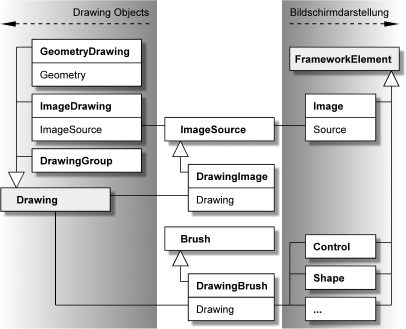 Drawing Objects
Bildschirmdarstellung
GeometryDrawing
Geometry
FrameworkElement
ImageDrawing
ImageSource
ImageSource
Image
Source
DrawingGroup
DrawingImage
Drawing
Drawing
Brush
Control
DrawingBrush
Drawing
Shape
...